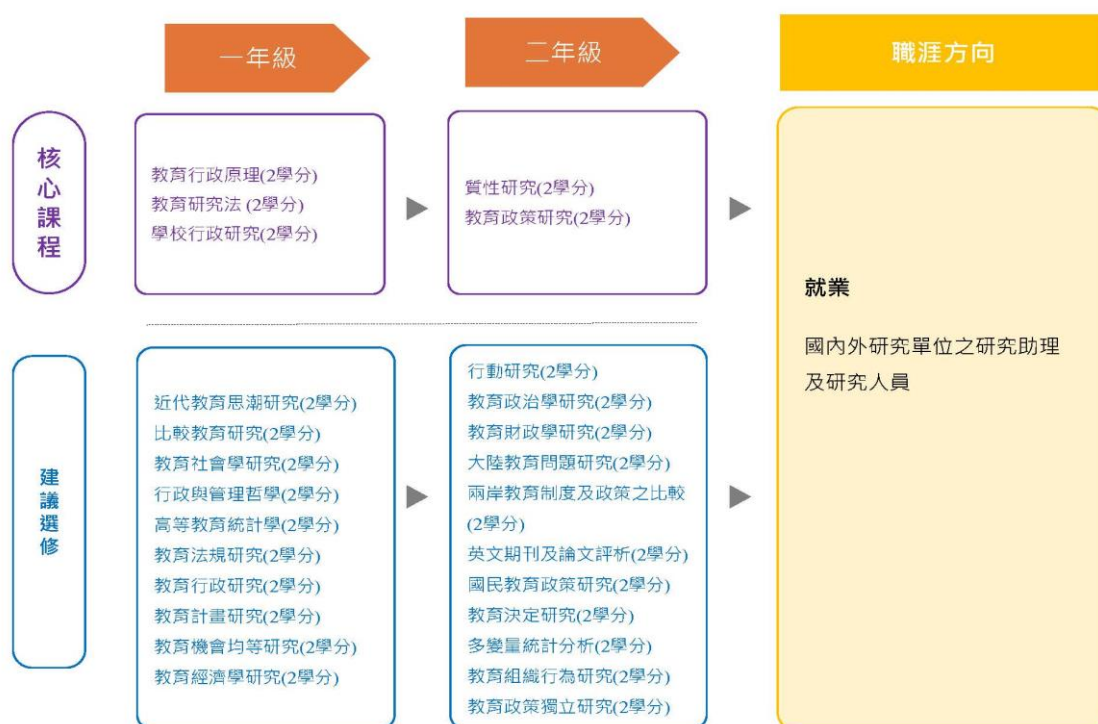 一年級
二年級
職涯方向
核心課程
教育行政原理(2學分)
教育研究法 (2學分)
學校行政研究(2學分)
質性研究(2學分)
教育政策研究(2學分)
就業
國內外研究單位之研究助理
及研究人員
建議選修
近代教育思潮研究(2學分)
比較教育研究(2學分)
教育社會學研究(2學分)
行政與管理哲學(2學分)
高等教育統計學(2學分)
教育法規研究(2學分)
教育行政研究(2學分)
教育計畫研究(2學分)
教育機會均等研究(2學分)
教育經濟學研究(2學分)
行動研究(2學分)
教育政治學研究(2學分)
教育財政學研究(2學分)
大陸教育問題研究(2學分)
兩岸教育制度及政策之比較
(2學分)
英文期刊及論文評析(2學分)
國民教育政策研究(2學分)
教育決定研究(2學分)
多變量統計分析(2學分)
教育組織行為研究(2學分)
教育政策獨立研究(2學分)